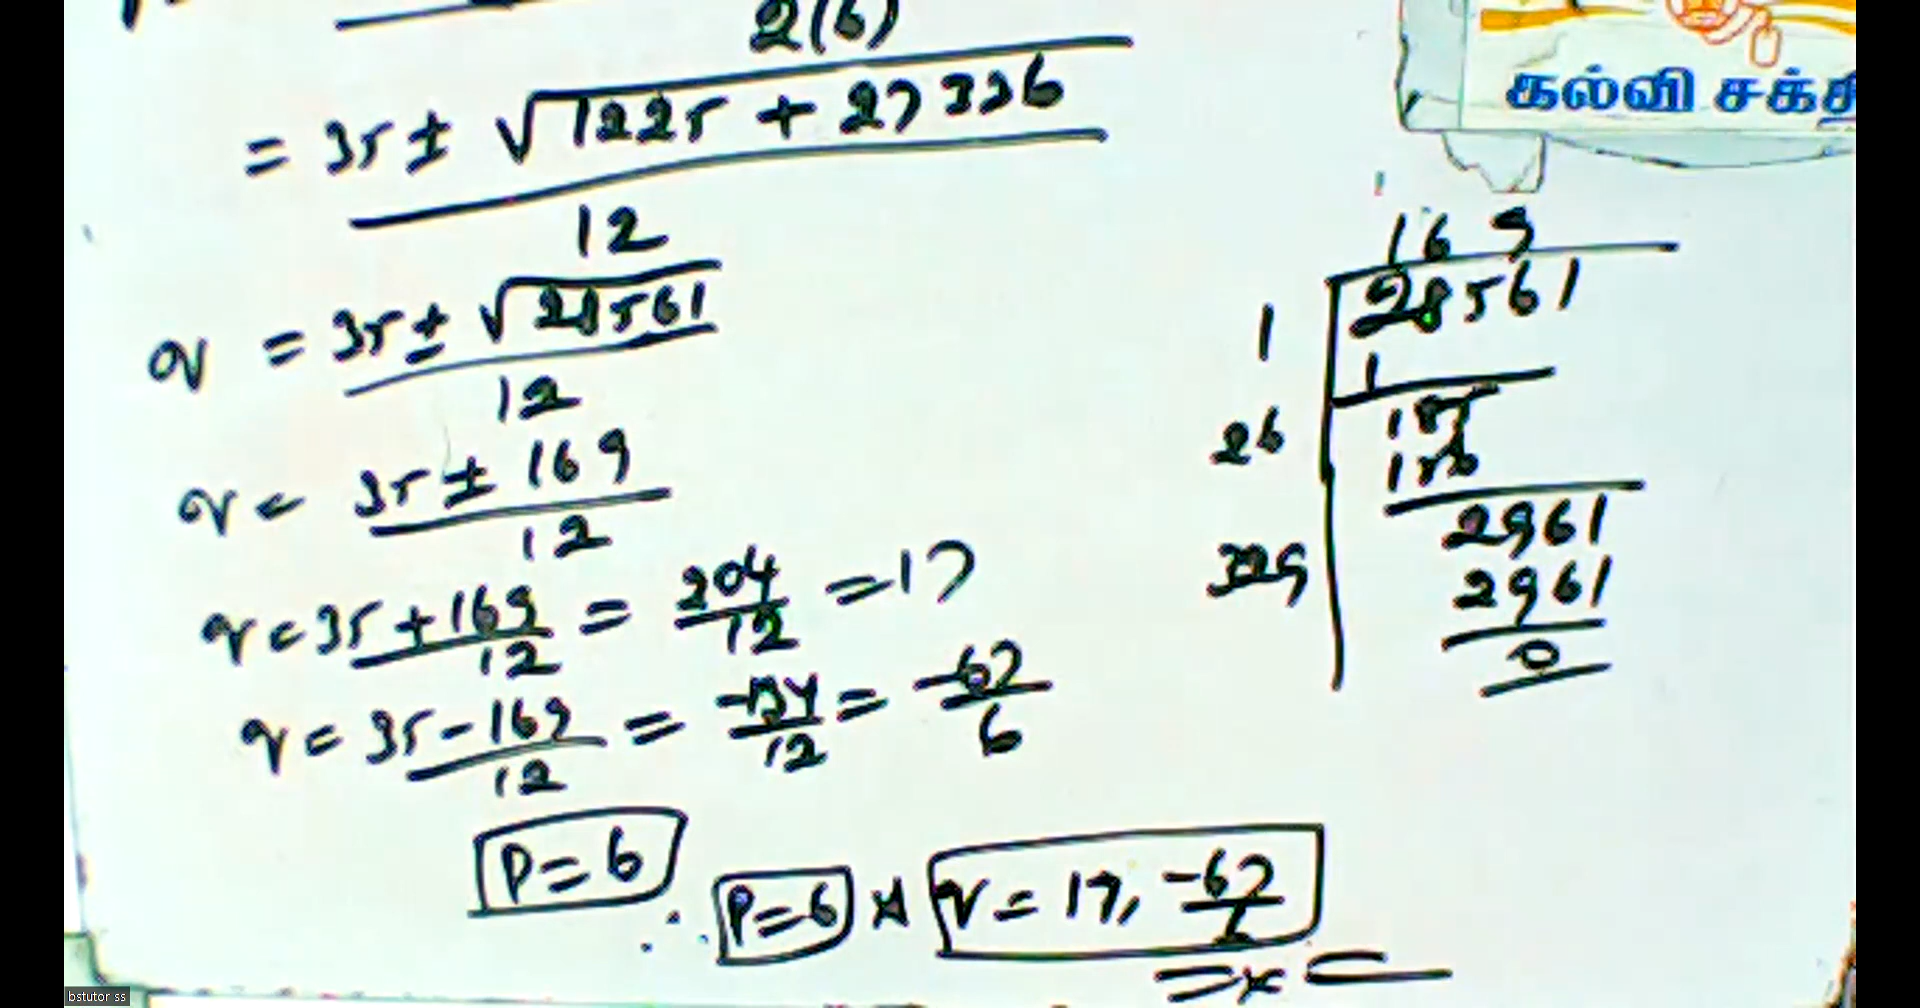 2(6)
= 35 ± √1225 + 27336
12
கல்வி சக்தி
q = 35 ± √28561
12
q = 35 ± 169
12
q = 35 + 169 = 204 = 17
12 12
q = 35 - 169 = -134 = -67
12 12 6
P = 6
∴ P = 6 & q = 17, -67
169
1 28561
1
185
26 156
2961
329 2961
0
bstutor ss